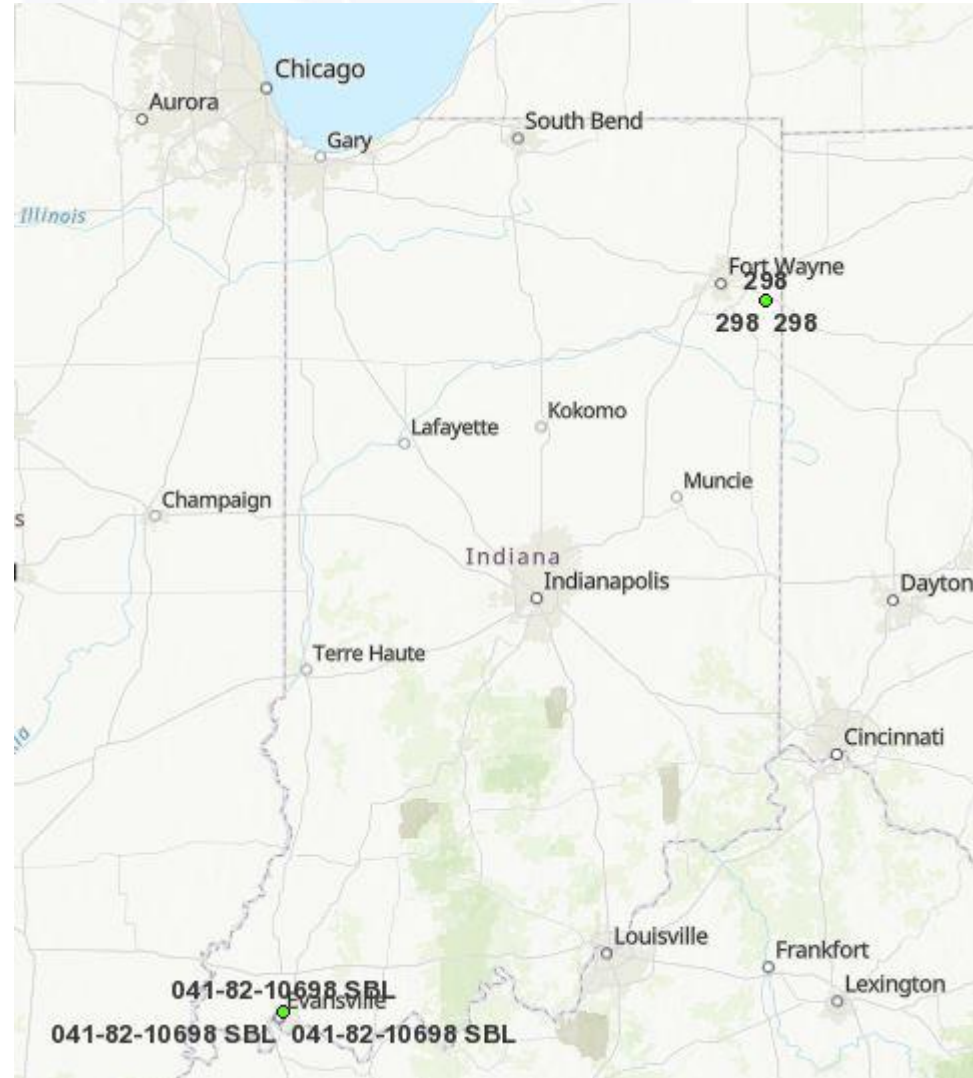 Chicago
Aurora
South Bend
Gary
Illinois
Fort Wayne
298
298 298
Kokomo
Lafayette
Muncie
Champaign
s
Indiana
Indianapolis
Dayton
Terre Haute
Cincinnati
Louisville
Frankfort
Lexington
041-82-10698 SBL
Evansville
041-82-10698 SBL 041-82-10698 SBL